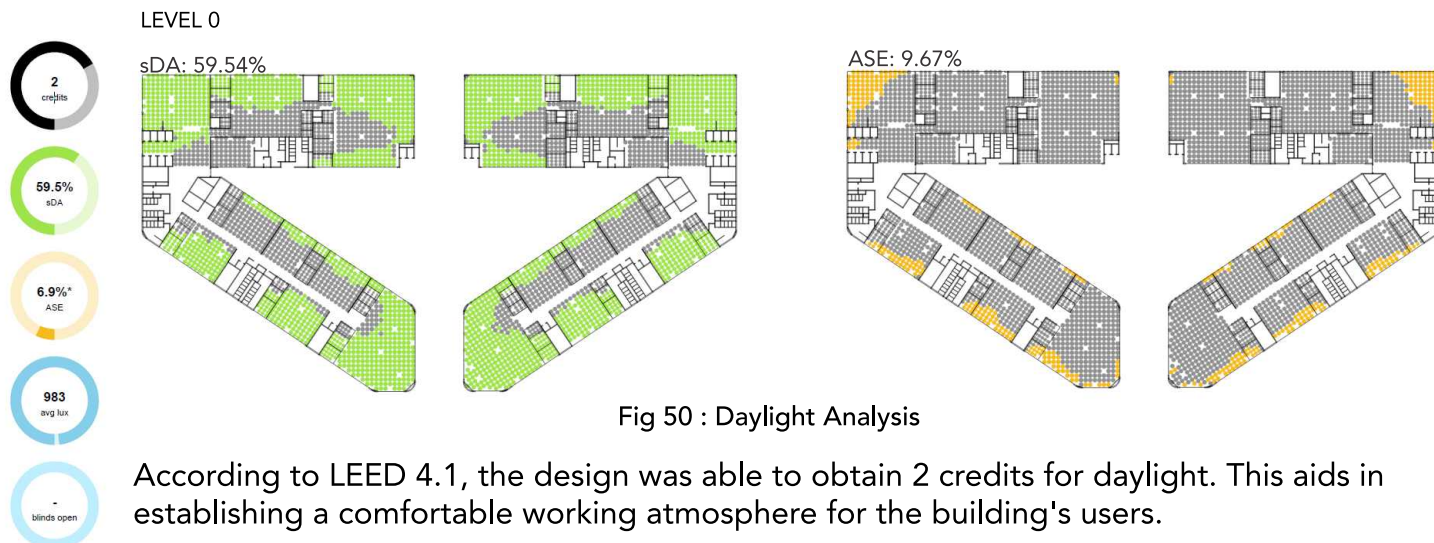 LEVEL 0
sDA: 59.54%
ASE: 9.67%
2
credits
59.5%
sDA
6.9%*
ASE
983
avg lux
-
blinds open
Fig 50 : Daylight Analysis
According to LEED 4.1, the design was able to obtain 2 credits for daylight. This aids in
establishing a comfortable working atmosphere for the building's users.